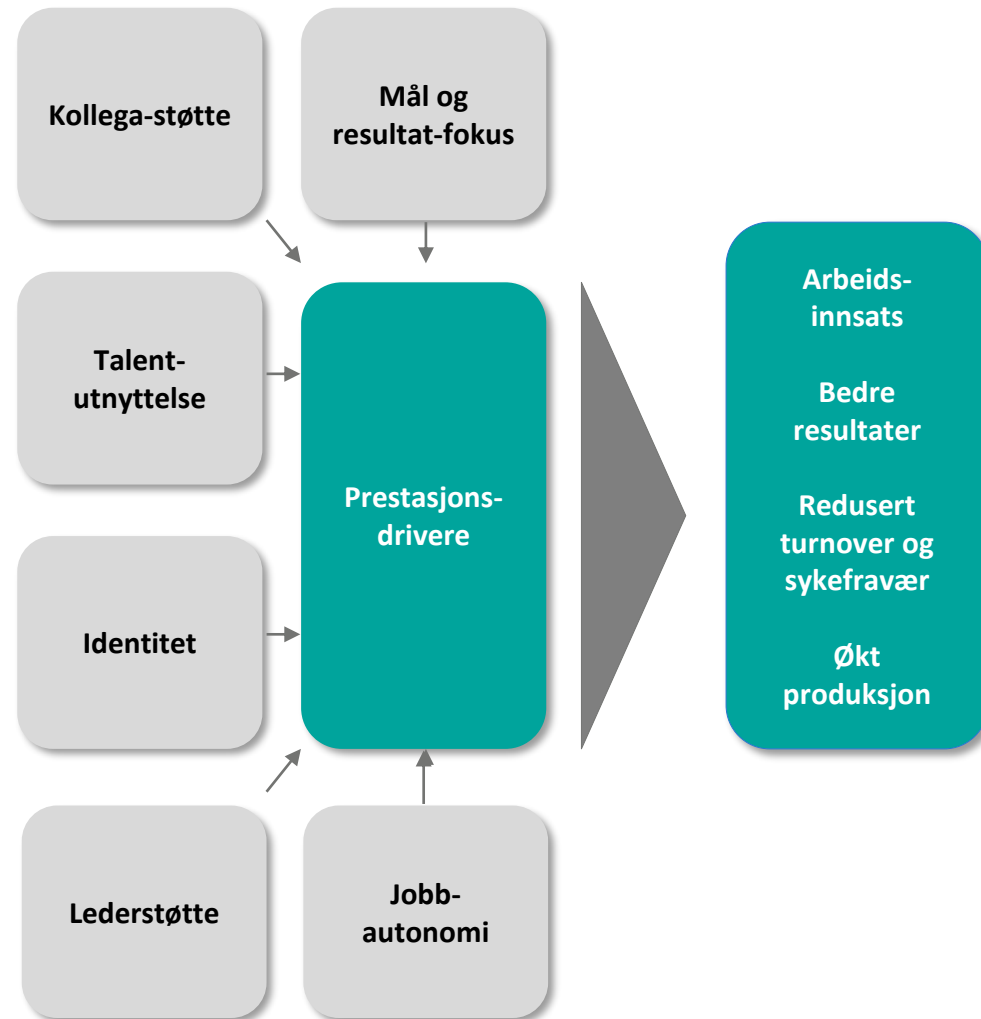 Kollega-støtte
Mål og
resultat-fokus
Talent-
utnyttelse
Identitet
Lederstøtte
Jobb-
autonomi
Prestasjons-
drivere
Arbeids-
innsats
Bedre
resultater
Redusert
turnover og
sykefravær
Økt
produksjon